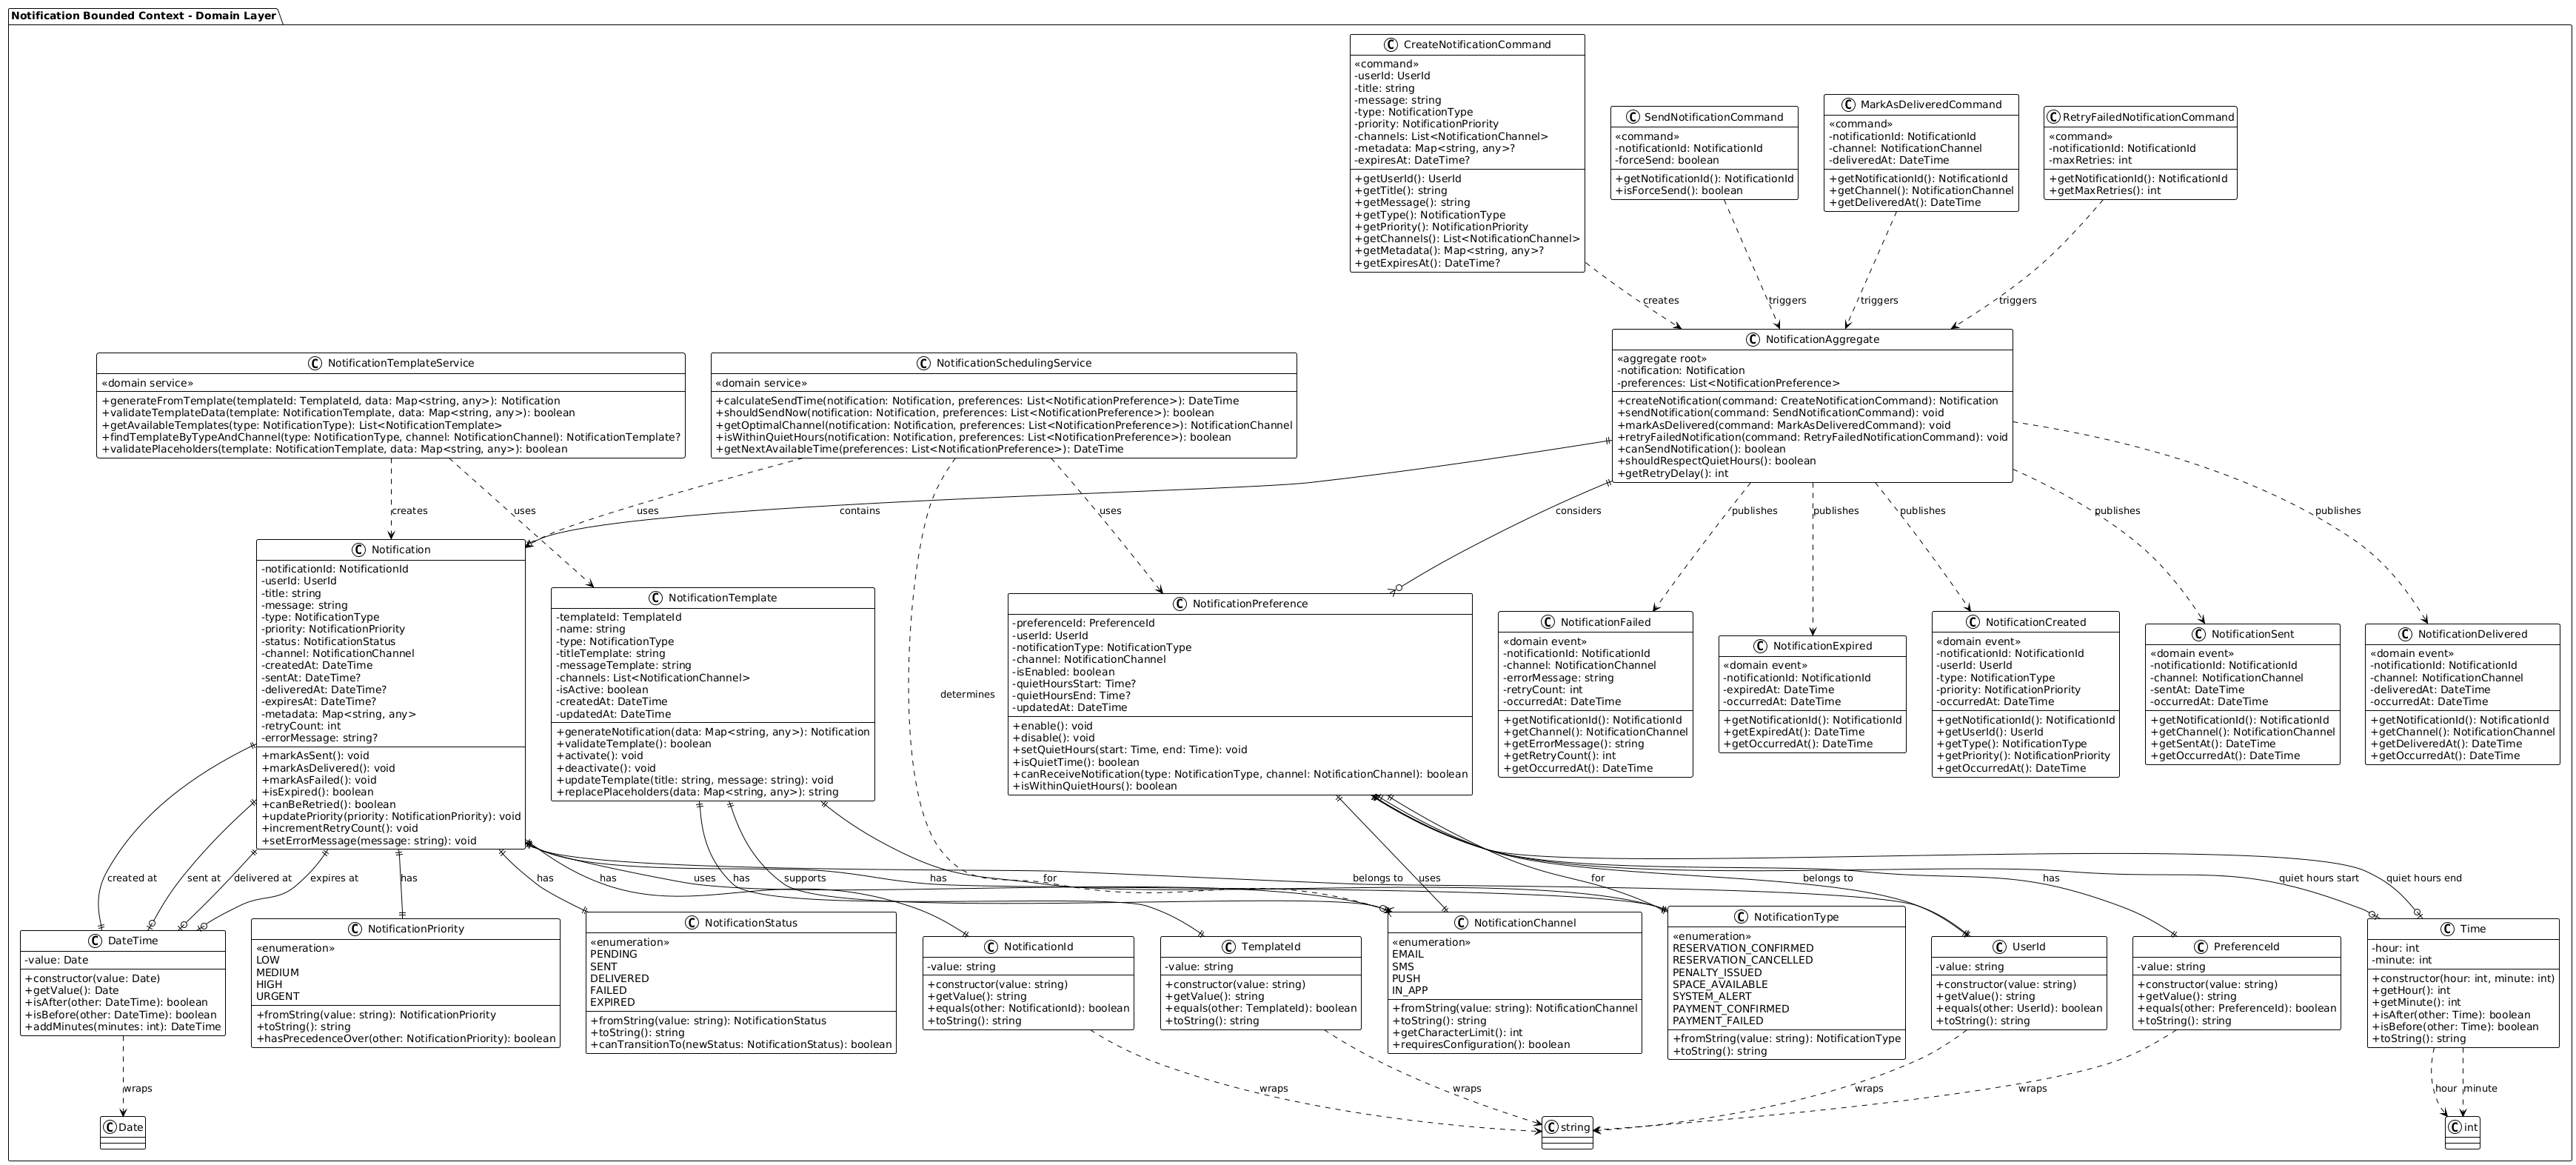 Notification Bounded Context - Domain Layer
C CreateNotificationCommand
«command»
-userId: UserId
-title: string
-message: string
-type: NotificationType
-priority: NotificationPriority
-channels: List<NotificationChannel>
-metadata: Map<string, any>?
-expiresAt: DateTime?
+getUserId(): UserId
+getTitle(): string
+getMessage(): string
+getType(): NotificationType
+getPriority(): NotificationPriority
+getChannels(): List<NotificationChannel>
+getMetadata(): Map<string, any>?
+getExpiresAt(): DateTime?
C SendNotificationCommand
«command»
-notificationId: NotificationId
-forceSend: boolean
+getNotificationId(): NotificationId
+isForceSend(): boolean
C MarkAsDeliveredCommand
«command»
-notificationId: NotificationId
-channel: NotificationChannel
-deliveredAt: DateTime
+getNotificationId(): NotificationId
+getChannel(): NotificationChannel
+getDeliveredAt(): DateTime
C RetryFailedNotificationCommand
«command»
-notificationId: NotificationId
-maxRetries: int
+getNotificationId(): NotificationId
+getMaxRetries(): int
creates
triggers
triggers
triggers
C NotificationTemplateService
«domain service»
+generateFromTemplate(templateId: TemplateId, data: Map<string, any>): Notification
+validateTemplateData(template: NotificationTemplate, data: Map<string, any>): boolean
+getAvailableTemplates(type: NotificationType): List<NotificationTemplate>
+findTemplateByTypeAndChannel(type: NotificationType, channel: NotificationChannel): NotificationTemplate?
+validatePlaceholders(template: NotificationTemplate, data: Map<string, any>): boolean
C NotificationSchedulingService
«domain service»
+calculateSendTime(notification: Notification, preferences: List<NotificationPreference>): DateTime
+shouldSendNow(notification: Notification, preferences: List<NotificationPreference>): boolean
+getOptimalChannel(notification: Notification, preferences: List<NotificationPreference>): NotificationChannel
+isWithinQuietHours(notification: Notification, preferences: List<NotificationPreference>): boolean
+getNextAvailableTime(preferences: List<NotificationPreference>): DateTime
C NotificationAggregate
«aggregate root»
-notification: Notification
-preferences: List<NotificationPreference>
+createNotification(command: CreateNotificationCommand): Notification
+sendNotification(command: SendNotificationCommand): void
+markAsDelivered(command: MarkAsDeliveredCommand): void
+retryFailedNotification(command: RetryFailedNotificationCommand): void
+canSendNotification(): boolean
+shouldRespectQuietHours(): boolean
+getRetryDelay(): int
creates
uses
uses
contains
uses
considers
publishes
publishes
publishes
publishes
publishes
C Notification
-notificationId: NotificationId
-userId: UserId
-title: string
-message: string
-type: NotificationType
-priority: NotificationPriority
-status: NotificationStatus
-channel: NotificationChannel
-createdAt: DateTime
-sentAt: DateTime?
-deliveredAt: DateTime?
-expiresAt: DateTime?
-metadata: Map<string, any>
-retryCount: int
-errorMessage: string?
+markAsSent(): void
+markAsDelivered(): void
+markAsFailed(): void
+isExpired(): boolean
+canBeRetried(): boolean
+updatePriority(priority: NotificationPriority): void
+incrementRetryCount(): void
+setErrorMessage(message: string): void
C NotificationTemplate
-templateId: TemplateId
-name: string
-type: NotificationType
-titleTemplate: string
-messageTemplate: string
-channels: List<NotificationChannel>
-isActive: boolean
-createdAt: DateTime
-updatedAt: DateTime
+generateNotification(data: Map<string, any>): Notification
+validateTemplate(): boolean
+activate(): void
+deactivate(): void
+updateTemplate(title: string, message: string): void
+replacePlaceholders(data: Map<string, any>): string
determines
C NotificationPreference
-preferenceId: PreferenceId
-userId: UserId
-notificationType: NotificationType
-channel: NotificationChannel
-isEnabled: boolean
-quietHoursStart: Time?
-quietHoursEnd: Time?
-updatedAt: DateTime
+enable(): void
+disable(): void
+setQuietHours(start: Time, end: Time): void
+isQuietTime(): boolean
+canReceiveNotification(type: NotificationType, channel: NotificationChannel): boolean
+isWithinQuietHours(): boolean
C NotificationFailed
«domain event»
-notificationId: NotificationId
-channel: NotificationChannel
-errorMessage: string
-retryCount: int
-occurredAt: DateTime
+getNotificationId(): NotificationId
+getChannel(): NotificationChannel
+getErrorMessage(): string
+getRetryCount(): int
+getOccurredAt(): DateTime
C NotificationExpired
«domain event»
-notificationId: NotificationId
-expiredAt: DateTime
-occurredAt: DateTime
+getNotificationId(): NotificationId
+getExpiredAt(): DateTime
+getOccurredAt(): DateTime
C NotificationCreated
«domain event»
-notificationId: NotificationId
-userId: UserId
-type: NotificationType
-priority: NotificationPriority
-occurredAt: DateTime
+getNotificationId(): NotificationId
+getUserId(): UserId
+getType(): NotificationType
+getPriority(): NotificationPriority
+getOccurredAt(): DateTime
C NotificationSent
«domain event»
-notificationId: NotificationId
-channel: NotificationChannel
-sentAt: DateTime
-occurredAt: DateTime
+getNotificationId(): NotificationId
+getChannel(): NotificationChannel
+getSentAt(): DateTime
+getOccurredAt(): DateTime
C NotificationDelivered
«domain event»
-notificationId: NotificationId
-channel: NotificationChannel
-deliveredAt: DateTime
-occurredAt: DateTime
+getNotificationId(): NotificationId
+getChannel(): NotificationChannel
+getDeliveredAt(): DateTime
+getOccurredAt(): DateTime
created at
sent at
delivered at
expires at
has
has
has
uses
has
supports
has
for
belongs to
uses
for
belongs to
has
quiet hours start
quiet hours end
C DateTime
-value: Date
+constructor(value: Date)
+getValue(): Date
+isAfter(other: DateTime): boolean
+isBefore(other: DateTime): boolean
+addMinutes(minutes: int): DateTime
C NotificationPriority
«enumeration»
LOW
MEDIUM
HIGH
URGENT
+fromString(value: string): NotificationPriority
+toString(): string
+hasPrecedenceOver(other: NotificationPriority): boolean
C NotificationStatus
«enumeration»
PENDING
SENT
DELIVERED
FAILED
EXPIRED
+fromString(value: string): NotificationStatus
+toString(): string
+canTransitionTo(newStatus: NotificationStatus): boolean
C NotificationId
-value: string
+constructor(value: string)
+getValue(): string
+equals(other: NotificationId): boolean
+toString(): string
C TemplateId
-value: string
+constructor(value: string)
+getValue(): string
+equals(other: TemplateId): boolean
+toString(): string
C NotificationChannel
«enumeration»
EMAIL
SMS
PUSH
IN_APP
+fromString(value: string): NotificationChannel
+toString(): string
+getCharacterLimit(): int
+requiresConfiguration(): boolean
C NotificationType
«enumeration»
RESERVATION_CONFIRMED
RESERVATION_CANCELLED
PENALTY_ISSUED
SPACE_AVAILABLE
SYSTEM_ALERT
PAYMENT_CONFIRMED
PAYMENT_FAILED
+fromString(value: string): NotificationType
+toString(): string
C UserId
-value: string
+constructor(value: string)
+getValue(): string
+equals(other: UserId): boolean
+toString(): string
C PreferenceId
-value: string
+constructor(value: string)
+getValue(): string
+equals(other: PreferenceId): boolean
+toString(): string
C Time
-hour: int
-minute: int
+constructor(hour: int, minute: int)
+getHour(): int
+getMinute(): int
+isAfter(other: Time): boolean
+isBefore(other: Time): boolean
+toString(): string
wraps
wraps
wraps
wraps
wraps
hour
minute
C Date
C string
C int